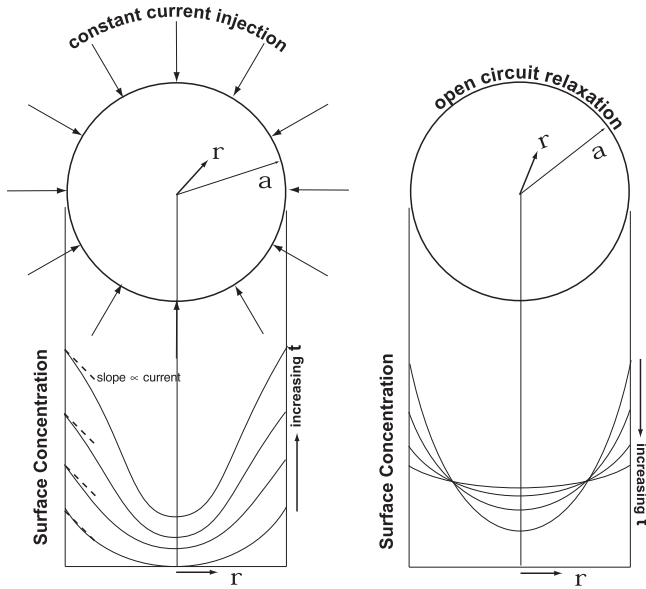 constant current injection
r
a
Surface Concentration
slope ∝ current
increasing t
r
open circuit relaxation
r
a
Surface Concentration
increasing t
r